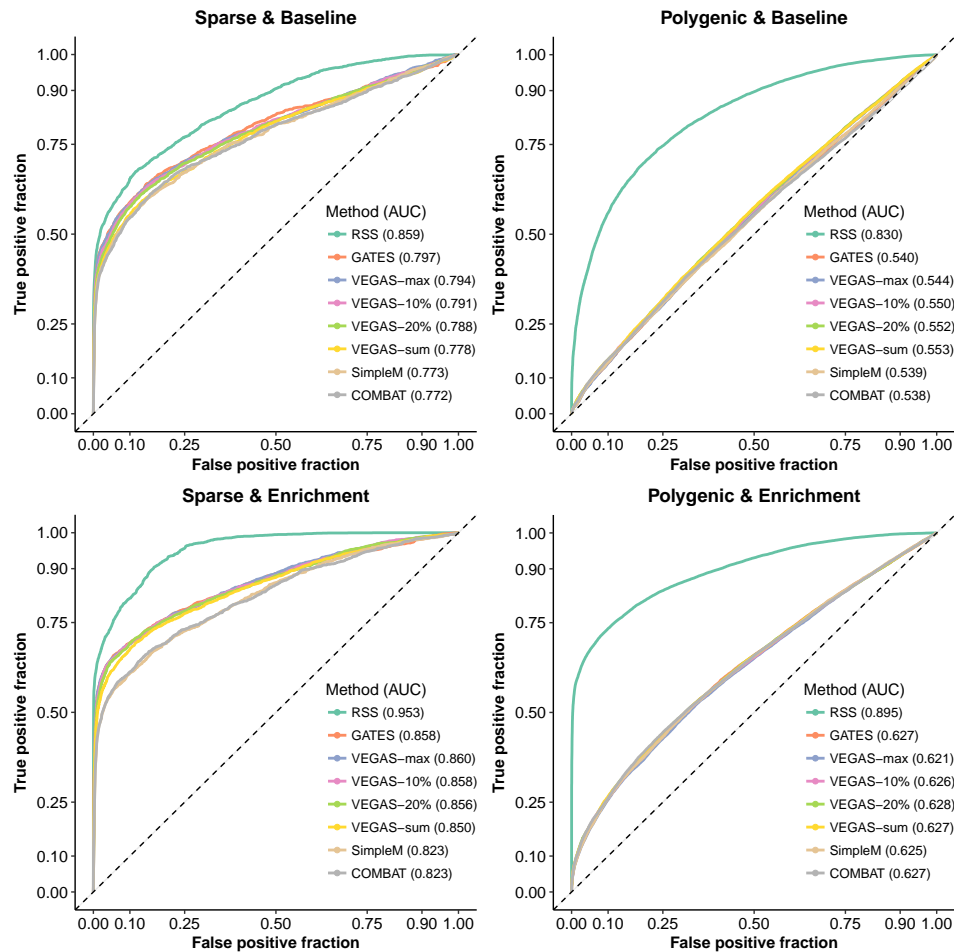 Sparse & Baseline
True positive fraction
1.00
0.90
0.75
0.50
0.25
0.10
0.00
Method (AUC)
RSS (0.859)
GATES (0.797)
VEGAS−max (0.794)
VEGAS−10% (0.791)
VEGAS−20% (0.788)
VEGAS−sum (0.778)
SimpleM (0.773)
COMBAT (0.772)
0.00 0.10 0.25 0.50 0.75 0.90 1.00
False positive fraction
Polygenic & Baseline
True positive fraction
1.00
0.90
0.75
0.50
0.25
0.10
0.00
Method (AUC)
RSS (0.830)
GATES (0.540)
VEGAS−max (0.544)
VEGAS−10% (0.550)
VEGAS−20% (0.552)
VEGAS−sum (0.553)
SimpleM (0.539)
COMBAT (0.538)
0.00 0.10 0.25 0.50 0.75 0.90 1.00
False positive fraction
Sparse & Enrichment
True positive fraction
1.00
0.90
0.75
0.50
0.25
0.10
0.00
Method (AUC)
RSS (0.953)
GATES (0.858)
VEGAS−max (0.860)
VEGAS−10% (0.858)
VEGAS−20% (0.856)
VEGAS−sum (0.850)
SimpleM (0.823)
COMBAT (0.823)
0.00 0.10 0.25 0.50 0.75 0.90 1.00
False positive fraction
Polygenic & Enrichment
True positive fraction
1.00
0.90
0.75
0.50
0.25
0.10
0.00
Method (AUC)
RSS (0.895)
GATES (0.627)
VEGAS−max (0.621)
VEGAS−10% (0.626)
VEGAS−20% (0.628)
VEGAS−sum (0.627)
SimpleM (0.625)
COMBAT (0.627)
0.00 0.10 0.25 0.50 0.75 0.90 1.00
False positive fraction